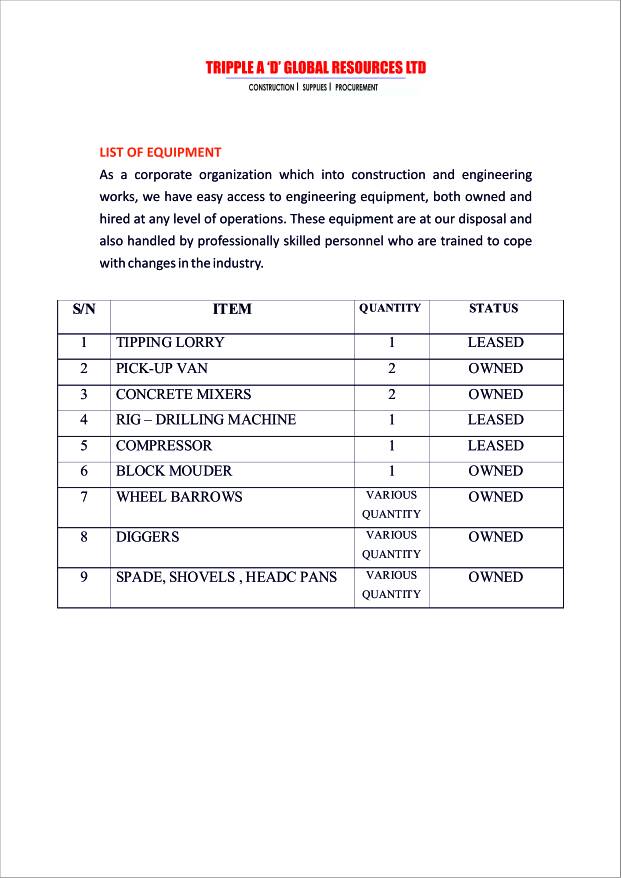 TRIPPLE A 'D' GLOBAL RESOURCES LTD
CONSTRUCTION | SUPPLIES | PROCUREMENT
LIST OF EQUIPMENT
As a corporate organization which into construction and engineering
works, we have easy access to engineering equipment, both owned and
hired at any level of operations. These equipment are at our disposal and
also handled by professionally skilled personnel who are trained to cope
with changes in the industry.
S/N ITEM QUANTITY STATUS
1 TIPPING LORRY 1 LEASED
2 PICK-UP VAN 2 OWNED
3 CONCRETE MIXERS 2 OWNED
4 RIG – DRILLING MACHINE 1 LEASED
5 COMPRESSOR 1 LEASED
6 BLOCK MOUDER 1 OWNED
7 WHEEL BARROWS VARIOUS OWNED
QUANTITY
8 DIGGERS VARIOUS OWNED
QUANTITY
9 SPADE, SHOVELS , HEADC PANS VARIOUS OWNED
QUANTITY